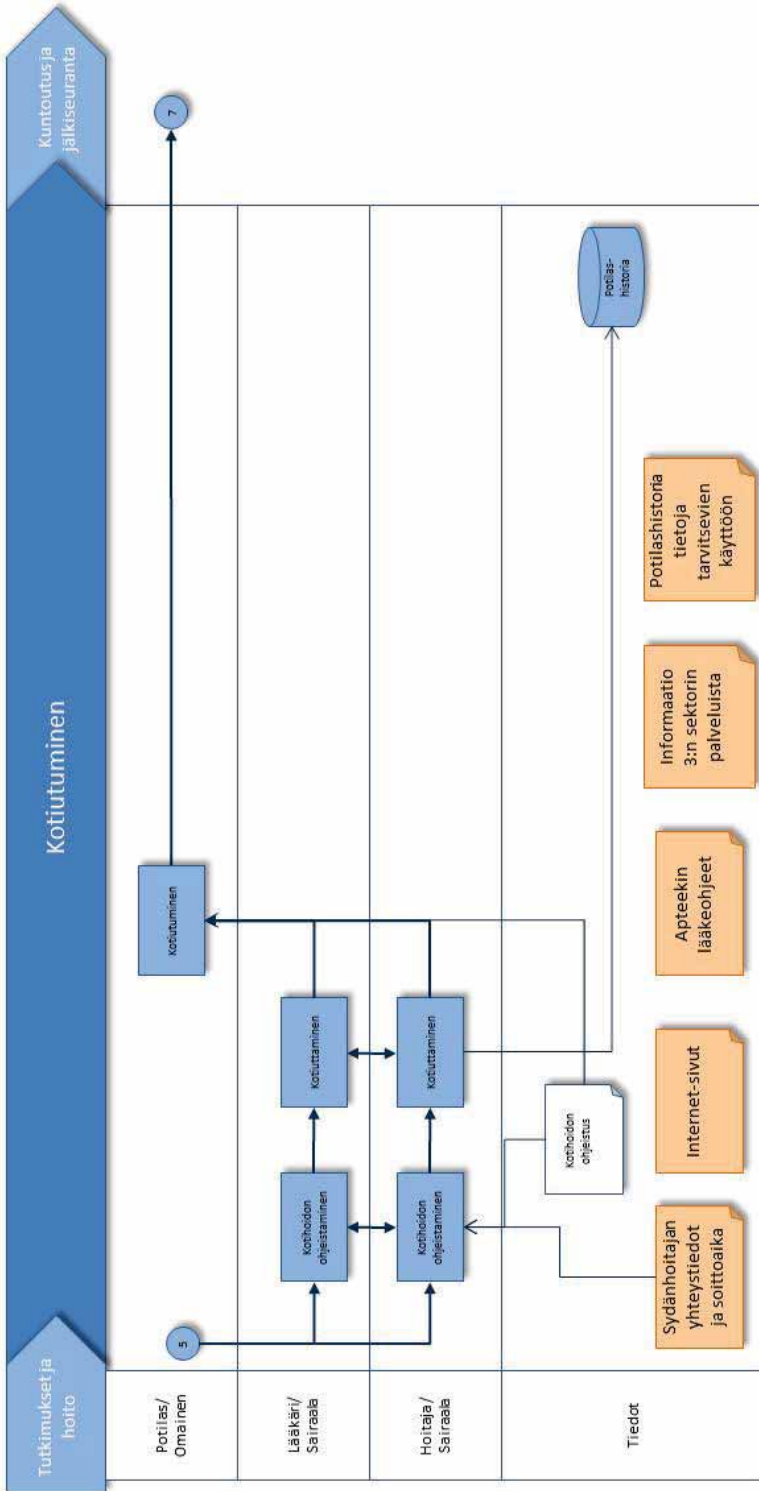 Tutkimukset ja
hoito
Kotiutuminen
Kuntoutus ja
jälkiseuranta
Potilas/
Omainen
5
Kotiutuminen
7
Lääkäri/
Sairaala
Kotihoidon
ohjeistaminen
Kotiuttaminen
Hoitaja/
Sairaala
Kotihoidon
ohjeistaminen
Kotiuttaminen
Tiedot
Kotihoidon
ohjeistus
Potilas-
historia
Sydänhoitajan
yhteystiedot
ja soittoaika
Internet-sivut
Apteekin
lääkeohjeet
Informaatio
3:n sektorin
palveluista
Potilashistoria
tietoja
tarvitsevien
käyttöön